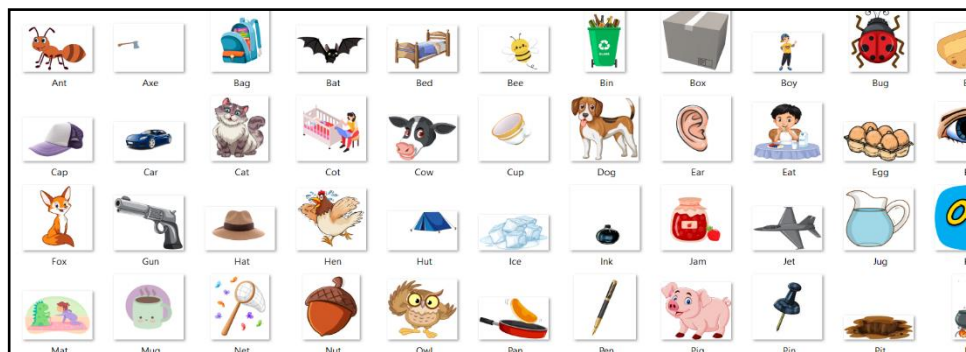 Ant Axe Bag Bat Bed Bee Bin Box Boy Bug
Cap Car Cat Cot Cow Cup Dog Ear Eat Egg
Fox Gun Hat Hen Hut Ice Ink Jam Jet Jug
Mat Mug Net Nut Owl Pan Pen Pig Pin Pit